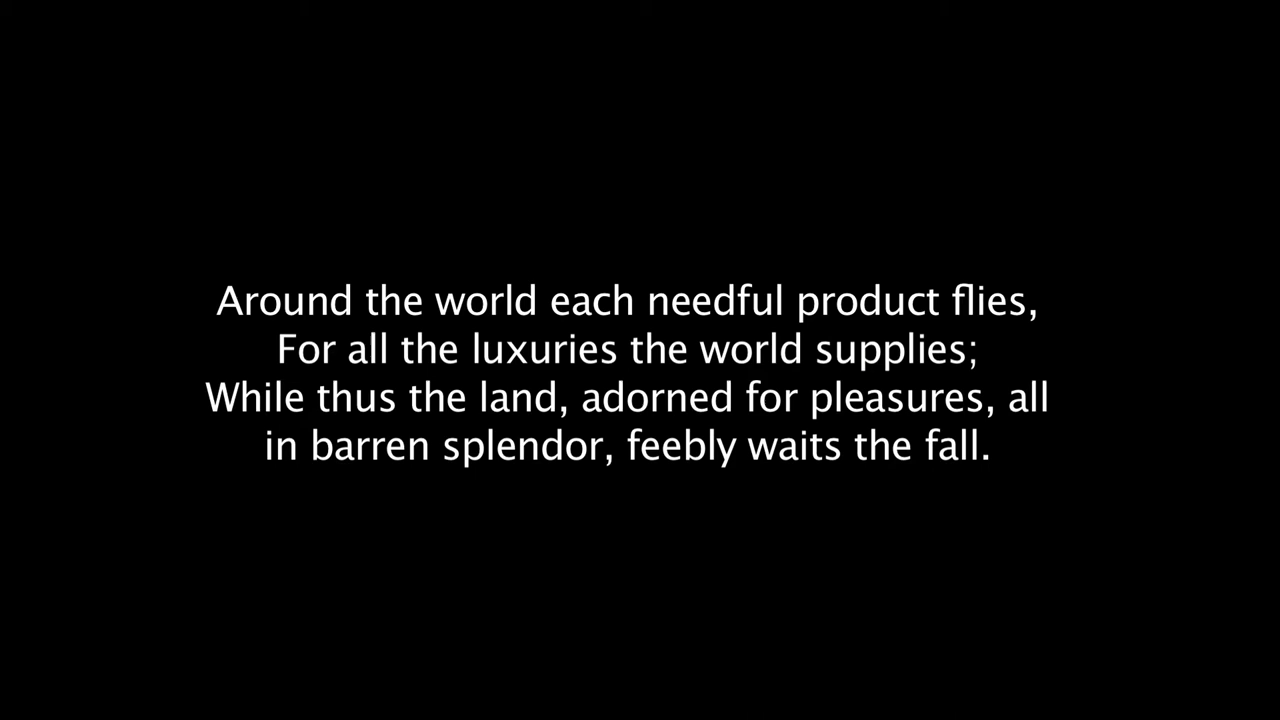 Around the world each needful product flies,
For all the luxuries the world supplies;
While thus the land, adorned for pleasures, all
in barren splendor, feebly waits the fall.